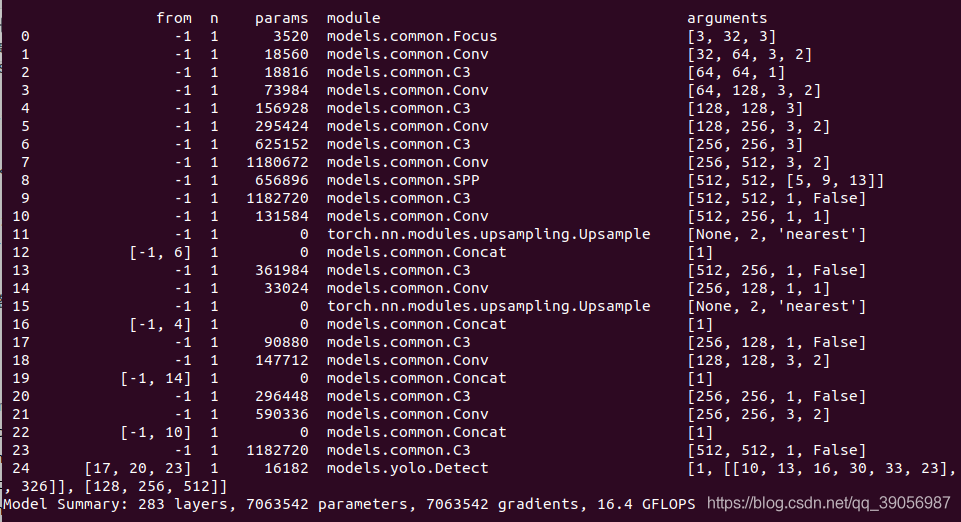 from n params module arguments
0 -1 1 3520 models.common.Focus [3, 32, 3]
1 -1 1 18560 models.common.Conv [32, 64, 3, 2]
2 -1 1 18816 models.common.C3 [64, 64, 1]
3 -1 1 73984 models.common.Conv [64, 128, 3, 2]
4 -1 1 156928 models.common.C3 [128, 128, 3]
5 -1 1 295424 models.common.Conv [128, 256, 3, 2]
6 -1 1 625152 models.common.C3 [256, 256, 3]
7 -1 1 1180672 models.common.Conv [256, 512, 3, 2]
8 -1 1 656896 models.common.SPP [512, 512, [5, 9, 13]]
9 -1 1 1182720 models.common.C3 [512, 512, 1, False]
10 -1 1 131584 models.common.Conv [512, 256, 1, 1]
11 -1 1 0 torch.nn.modules.upsampling.Upsample [None, 2, 'nearest']
12 [-1, 6] 1 0 models.common.Concat [1]
13 -1 1 361984 models.common.C3 [512, 256, 1, False]
14 -1 1 33024 models.common.Conv [256, 128, 1, 1]
15 -1 1 0 torch.nn.modules.upsampling.Upsample [None, 2, 'nearest']
16 [-1, 4] 1 0 models.common.Concat [1]
17 -1 1 90880 models.common.C3 [256, 128, 1, False]
18 -1 1 147712 models.common.Conv [128, 128, 3, 2]
19 [-1, 14] 1 0 models.common.Concat [1]
20 -1 1 296448 models.common.C3 [256, 256, 1, False]
21 -1 1 590336 models.common.Conv [256, 256, 3, 2]
22 [-1, 10] 1 0 models.common.Concat [1]
23 -1 1 1182720 models.common.C3 [512, 512, 1, False]
24 [17, 20, 23] 1 16182 models.yolo.Detect [1, [[10, 13, 16, 30, 33, 23],
, 326]], [128, 256, 512]]
Model Summary: 283 layers, 7063542 parameters, 7063542 gradients, 16.4 GFLOPS
https://blog.csdn.net/qq_39056987